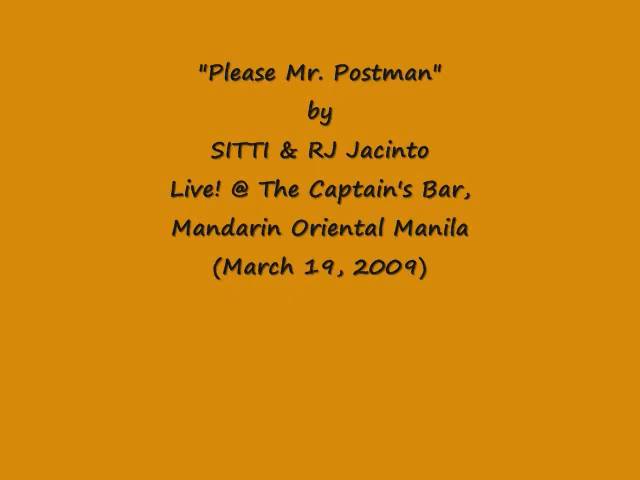 "Please Mr. Postman"
by
SITTI & RJ Jacinto
Live! @ The Captain's Bar,
Mandarin Oriental Manila
(March 19, 2009)